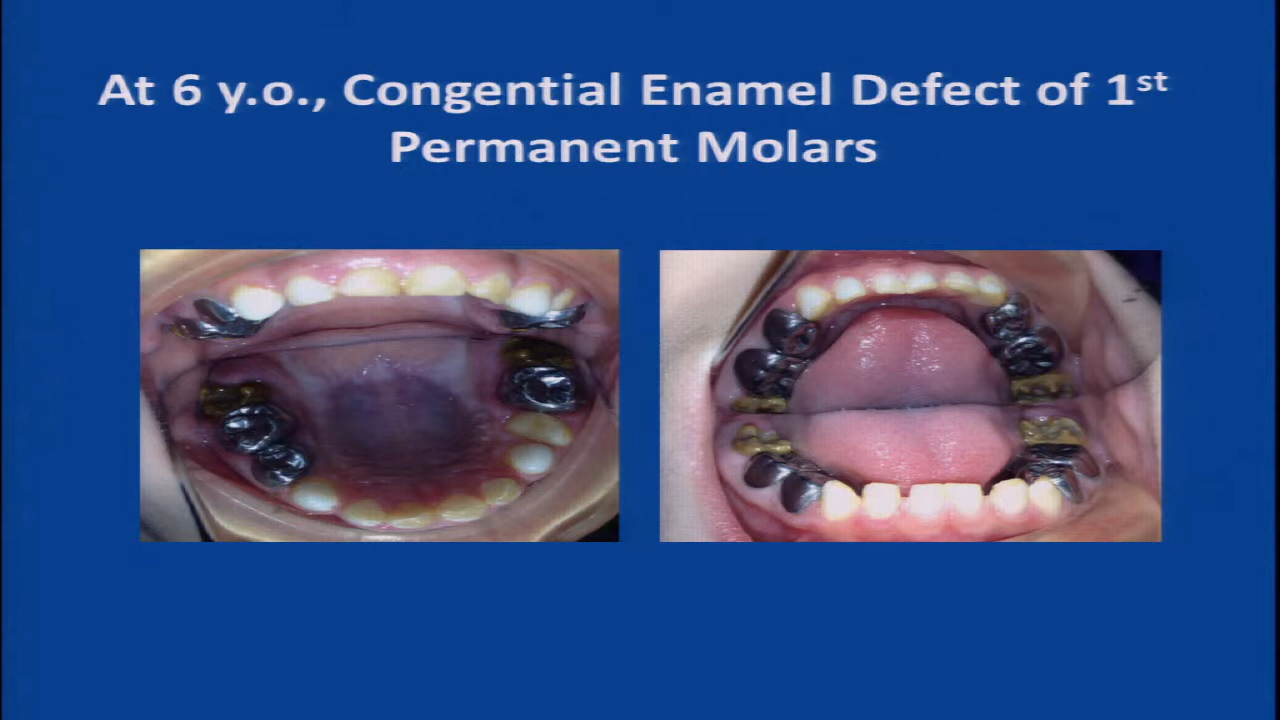 At 6 y.o., Congential Enamel Defect of 1st
Permanent Molars